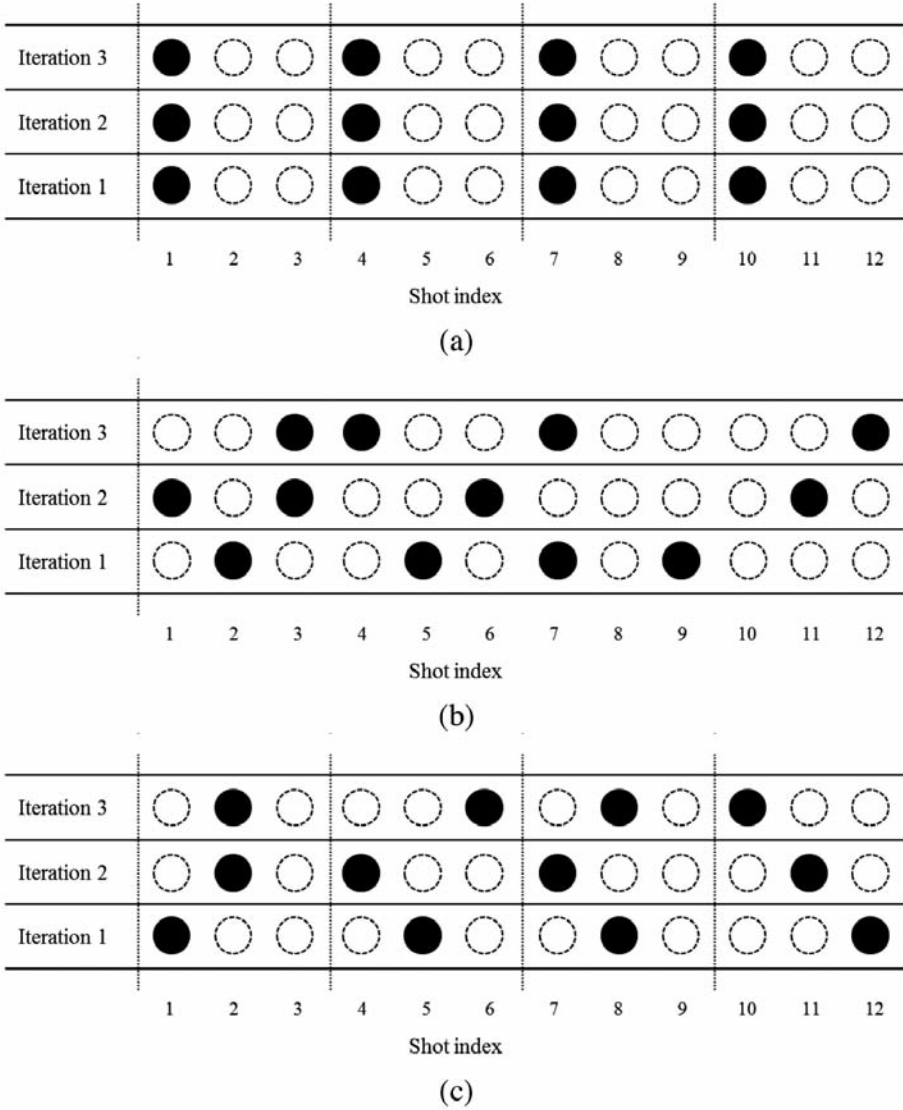 Iteration 3
Iteration 2
Iteration 1
1 2 3 4 5 6 7 8 9 10 11 12
Shot index
(a)
Iteration 3
Iteration 2
Iteration 1
1 2 3 4 5 6 7 8 9 10 11 12
Shot index
(b)
Iteration 3
Iteration 2
Iteration 1
1 2 3 4 5 6 7 8 9 10 11 12
Shot index
(c)